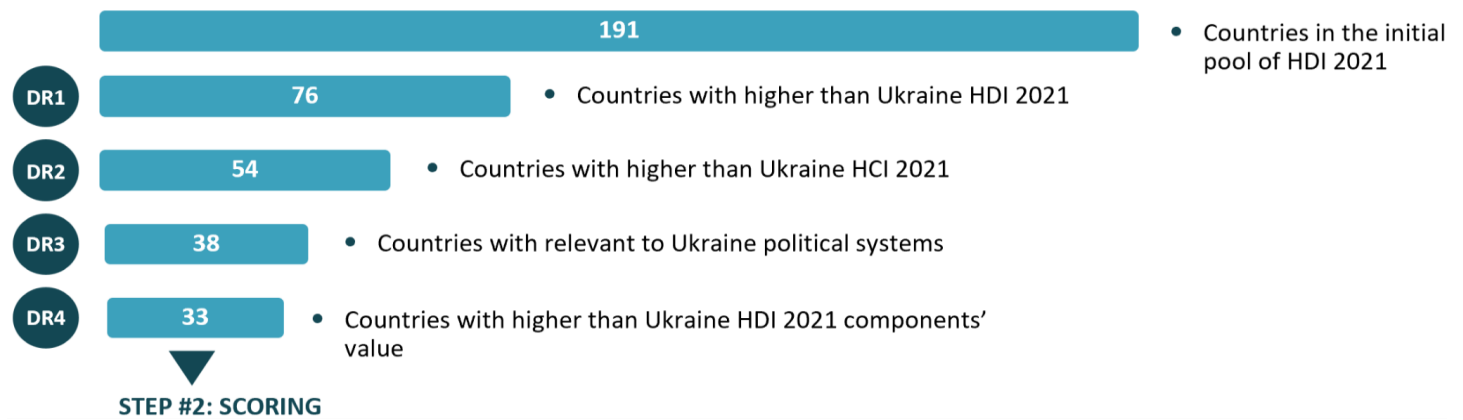 191
• Countries in the initial
pool of HDI 2021
DR1
76
• Countries with higher than Ukraine HDI 2021
DR2
54
• Countries with higher than Ukraine HCI 2021
DR3
38
• Countries with relevant to Ukraine political systems
DR4
33
• Countries with higher than Ukraine HDI 2021 components’
value
STEP #2: SCORING